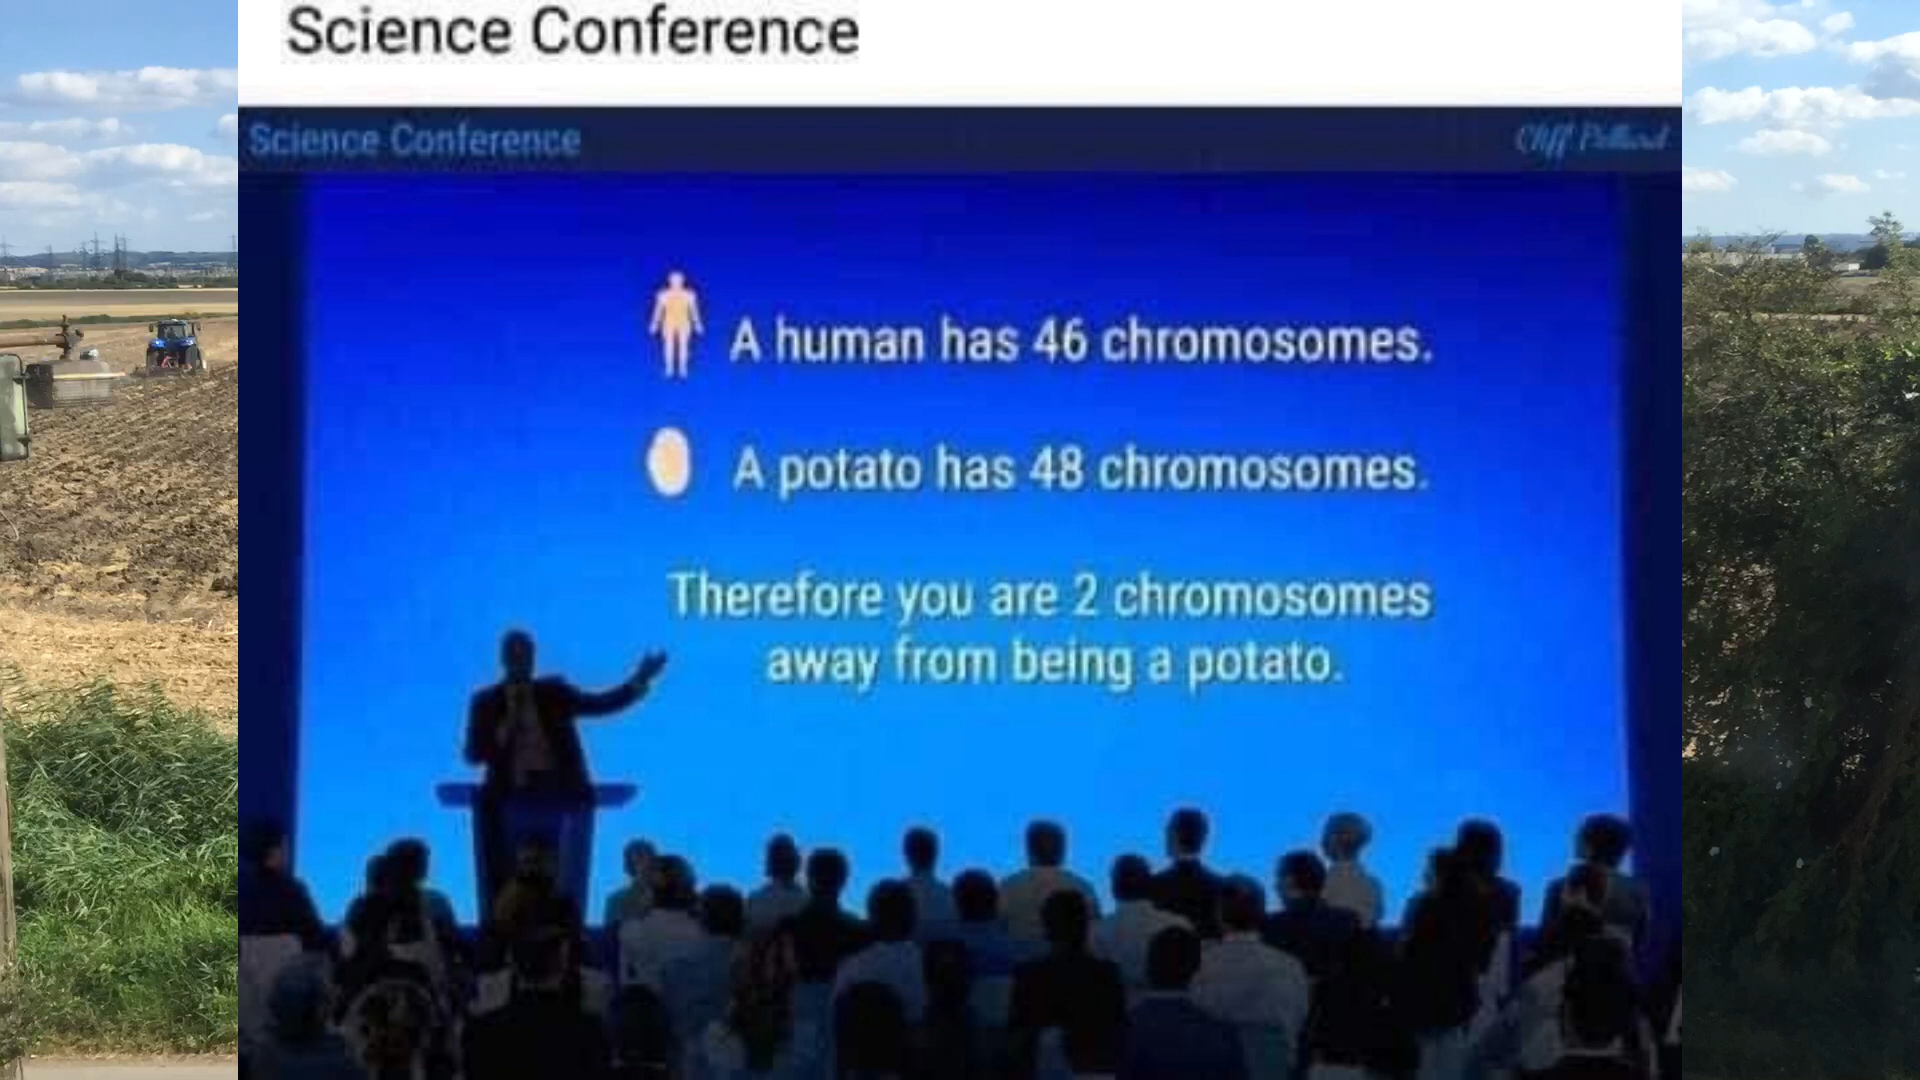 Science Conference
Science Conference
A human has 46 chromosomes.
A potato has 48 chromosomes.
Therefore you are 2 chromosomes
away from being a potato.